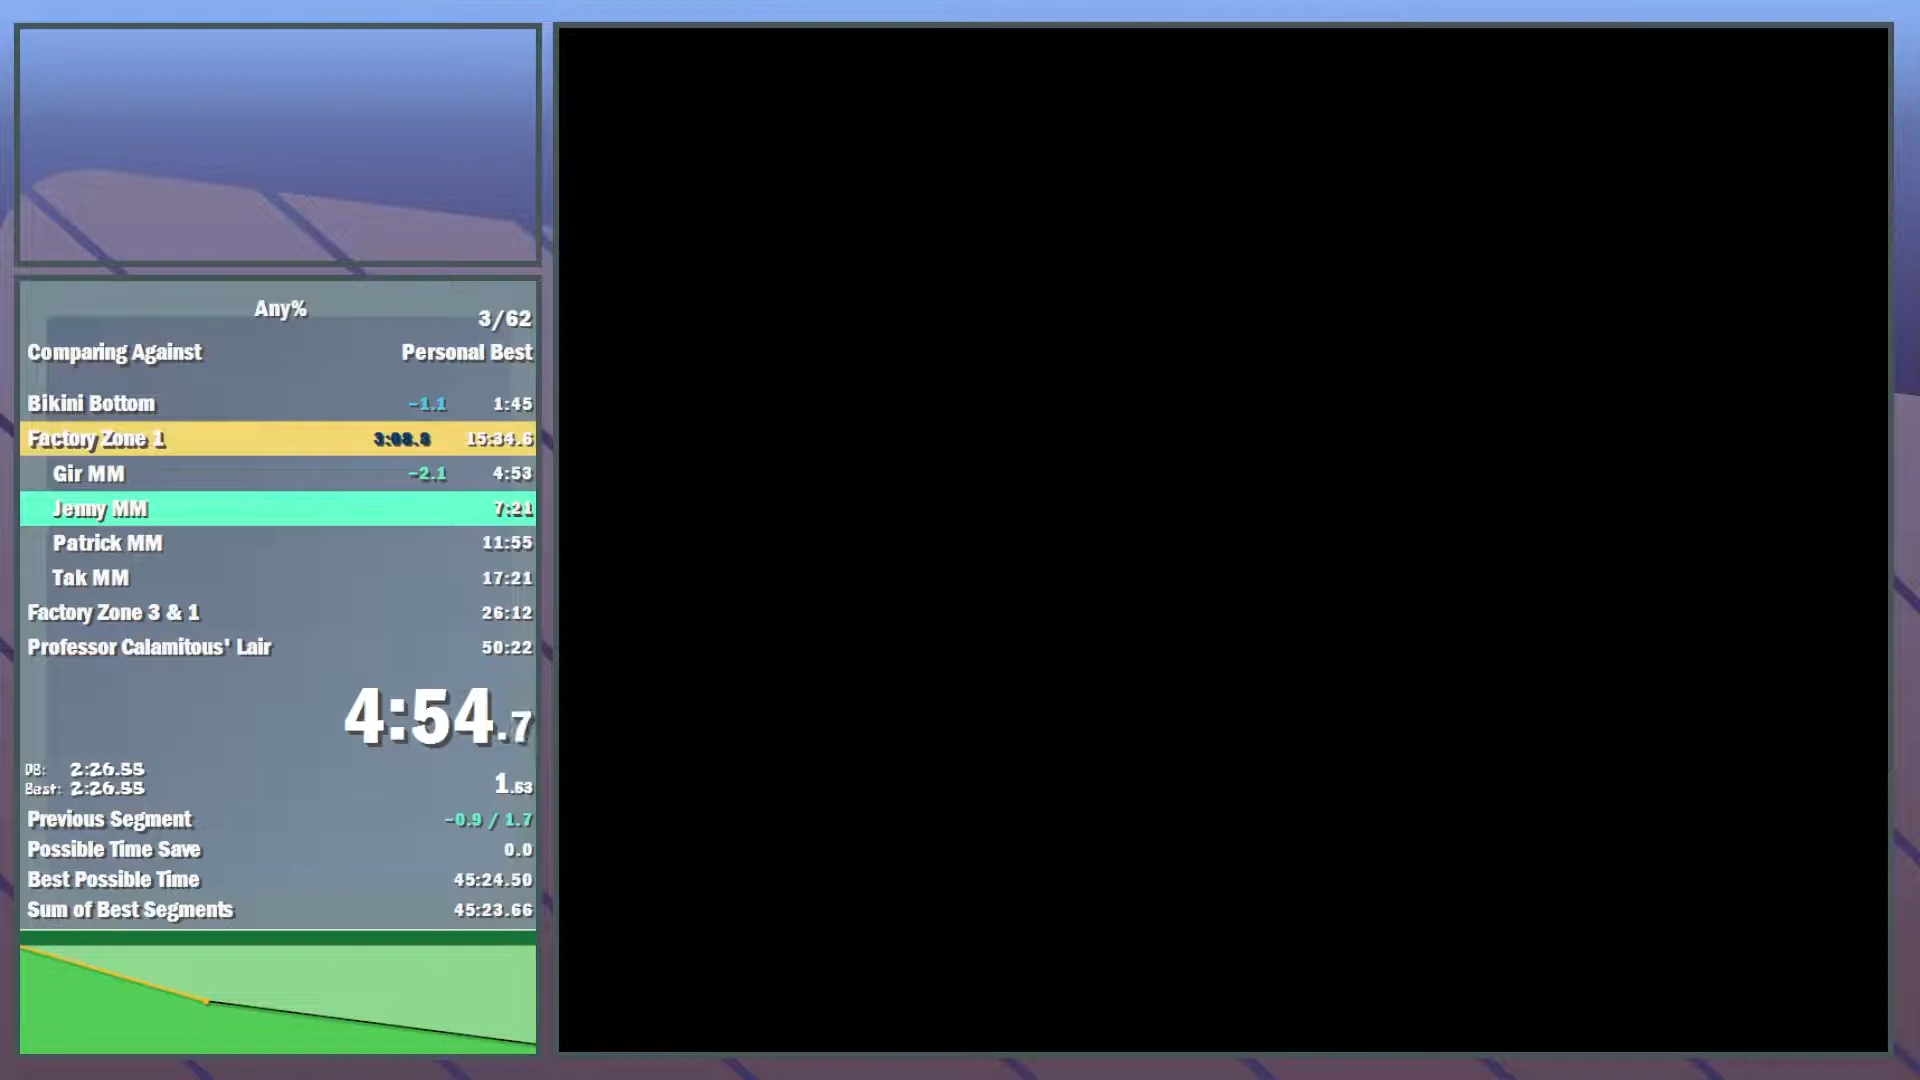 Any%
3/62
Comparing Against Personal Best
Bikini Bottom -1.1 1:45
Factory Zone 1 3:08.8 15:34.6
Gir MM -2.1 4:53
Jenny MM 7:21
Patrick MM 11:55
Tak MM 17:21
Factory Zone 3 & 1 26:12
Professor Calamitous' Lair 50:22
4:54.7
PB: 2:26.55
Best: 2:26.55
1.53
Previous Segment -0.9 / 1.7
Possible Time Save 0.0
Best Possible Time 45:24.50
Sum of Best Segments 45:23.66